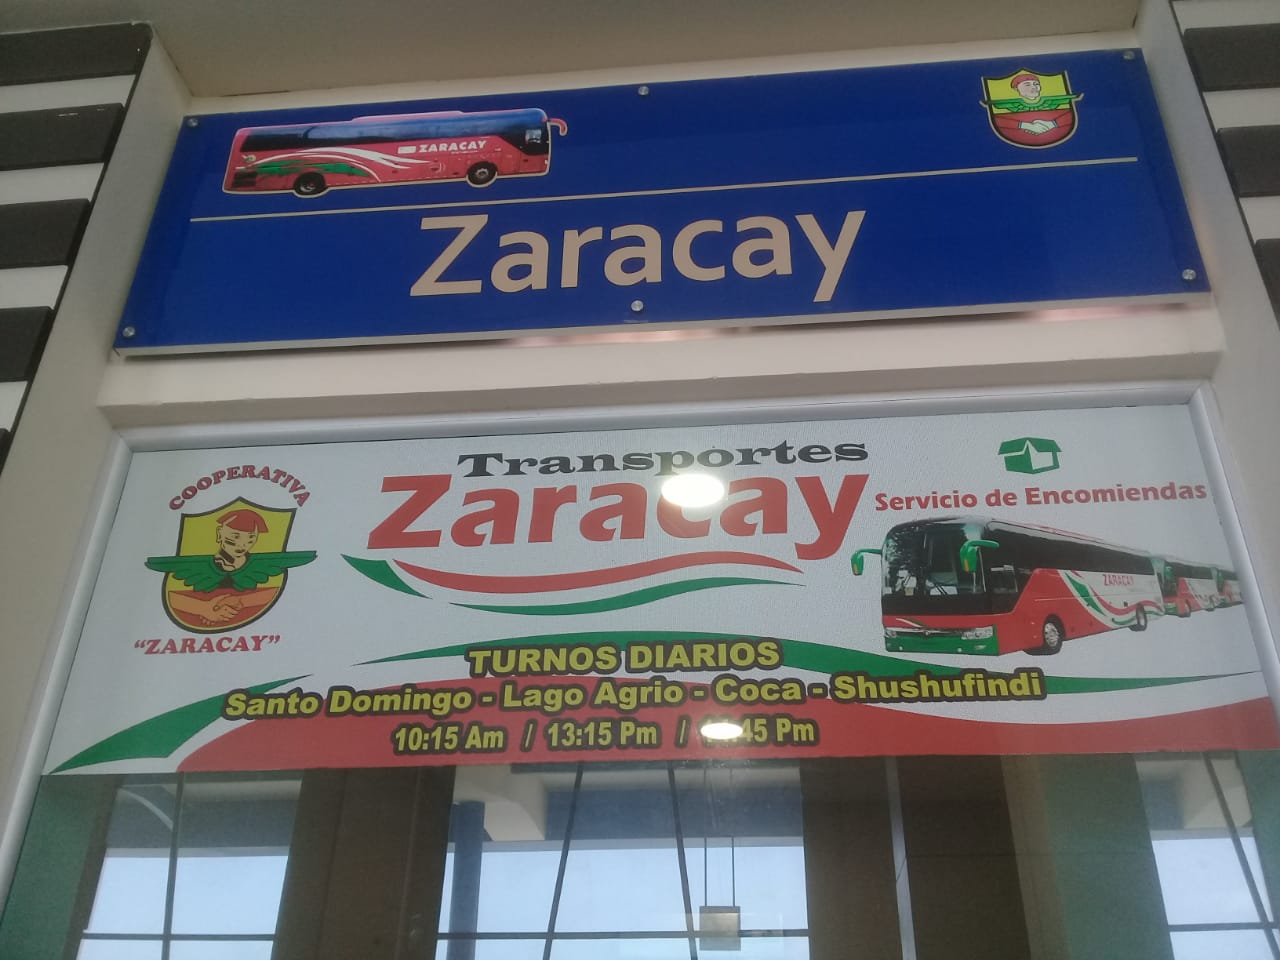 ZARACAY
Zaracay
COOPERATIVA
"ZARACAY"
Transportes
Zaracay
Servicio de Encomiendas
ZARACAY
TURNOS DIARIOS
Santo Domingo - Lago Agrio - Coca - Shushufindi
10:15 Am / 13:15 Pm / Pm